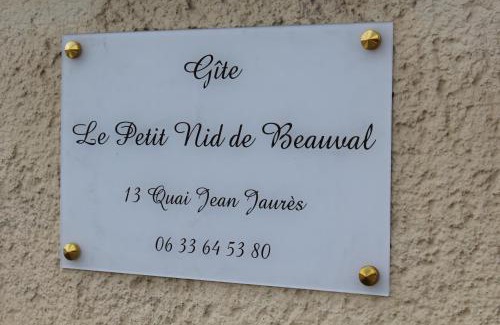 Gîte
Le Petit Nid de Beauval
13 Quai Jean Jaurès
06 33 64 53 80